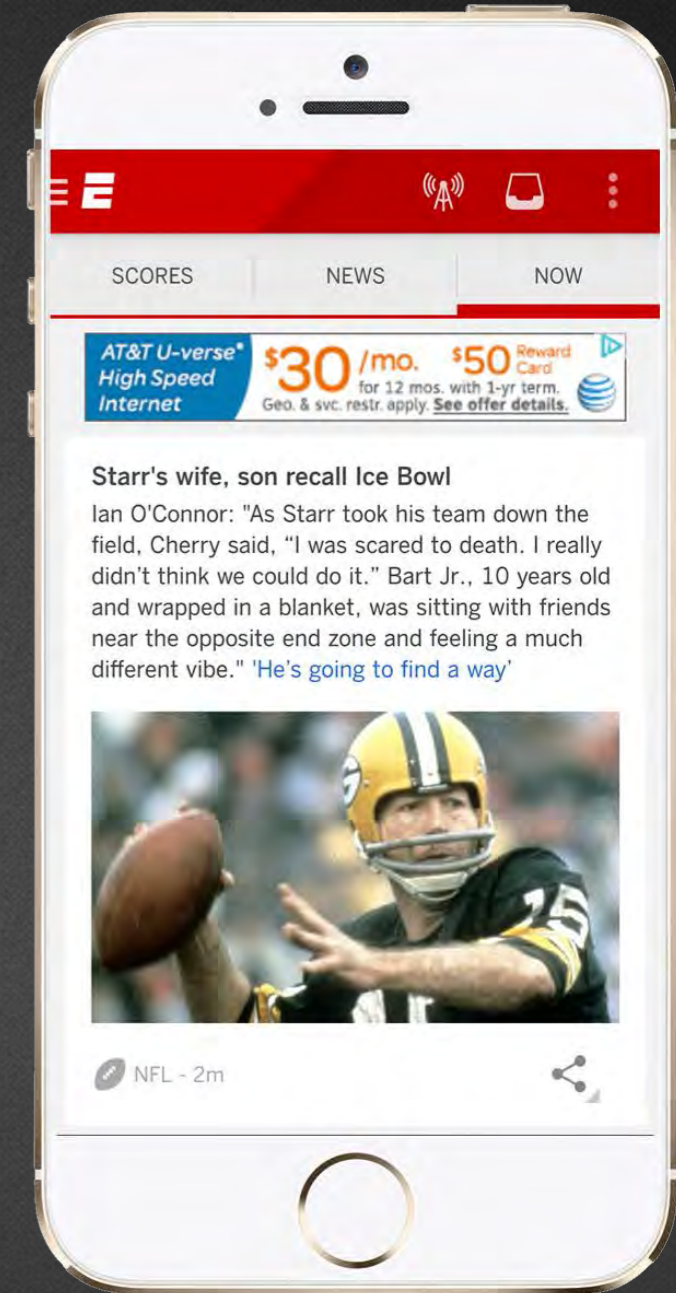 E
SCORES NEWS NOW
AT&T U-verse®
High Speed
Internet
$30/mo. $50 Reward Card
for 12 mos. with 1-yr term.
Geo. & svc. restr. apply. See offer details.
Starr's wife, son recall Ice Bowl
Ian O'Connor: "As Starr took his team down the
field, Cherry said, “I was scared to death. I really
didn’t think we could do it.” Bart Jr., 10 years old
and wrapped in a blanket, was sitting with friends
near the opposite end zone and feeling a much
different vibe." 'He’s going to find a way’
G
15
15
NFL - 2m